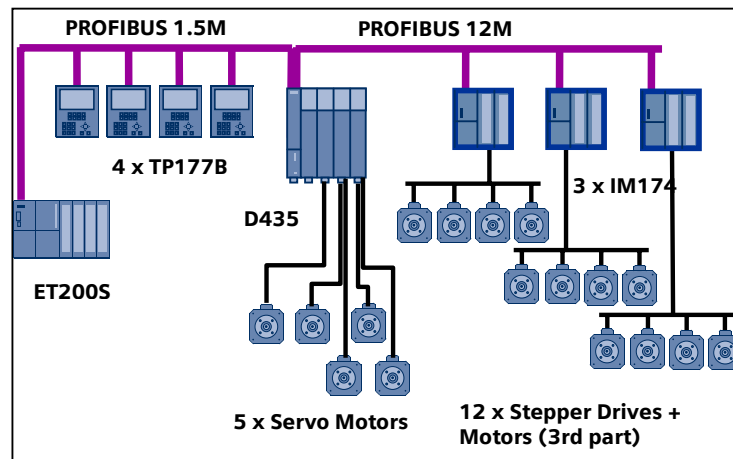 PROFIBUS 1.5M
PROFIBUS 12M
4 x TP177B
3 x IM174
D435
ET200S
5 x Servo Motors
12 x Stepper Drives +
Motors (3rd part)